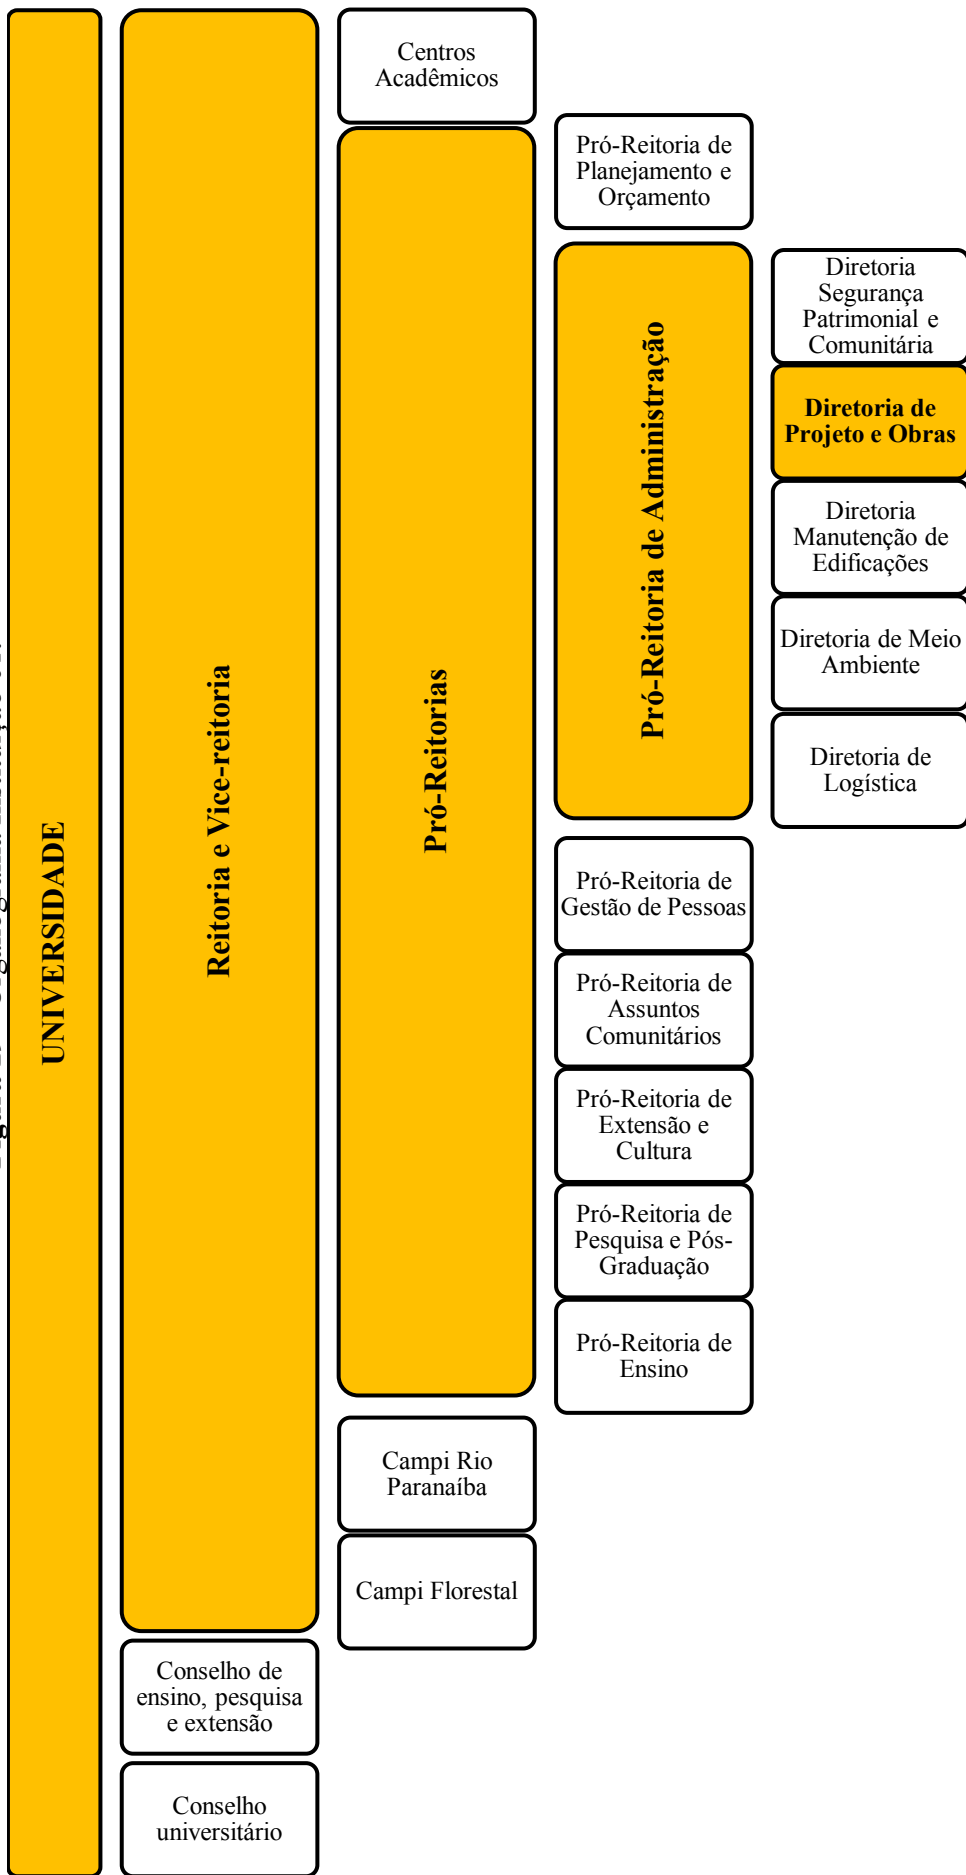 UNIVERSIDADE
Reitoria e Vice-reitoria
Centros
Acadêmicos
Pró-Reitorias
Pró-Reitoria de
Planejamento e
Orçamento
Pró-Reitoria de Administração
Diretoria
Segurança
Patrimonial e
Comunitária
Diretoria de
Projeto e Obras
Diretoria
Manutenção de
Edificações
Diretoria de Meio
Ambiente
Diretoria de
Logística
Pró-Reitoria de
Gestão de Pessoas
Pró-Reitoria de
Assuntos
Comunitários
Pró-Reitoria de
Extensão e
Cultura
Pró-Reitoria de
Pesquisa e Pós-
Graduação
Pró-Reitoria de
Ensino
Campi Rio
Paranaíba
Campi Florestal
Conselho de
ensino, pesquisa
e extensão
Conselho
universitário